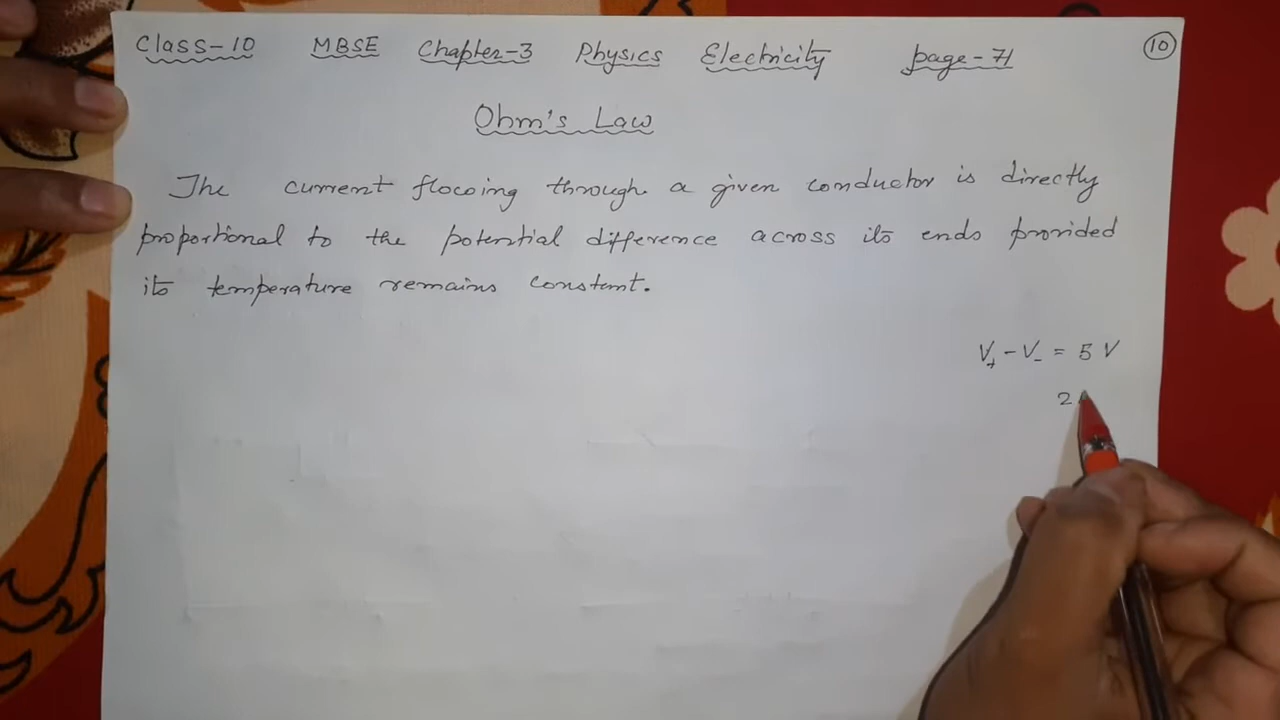 Class-10 MBSE Chapter-3 Physics Electricity page-71
10
Ohm's Law
The current flowing through a given conductor is directly
proportional to the potential difference across its ends provided
its temperature remains constant.
V₊ - V₋ = 5 V
2